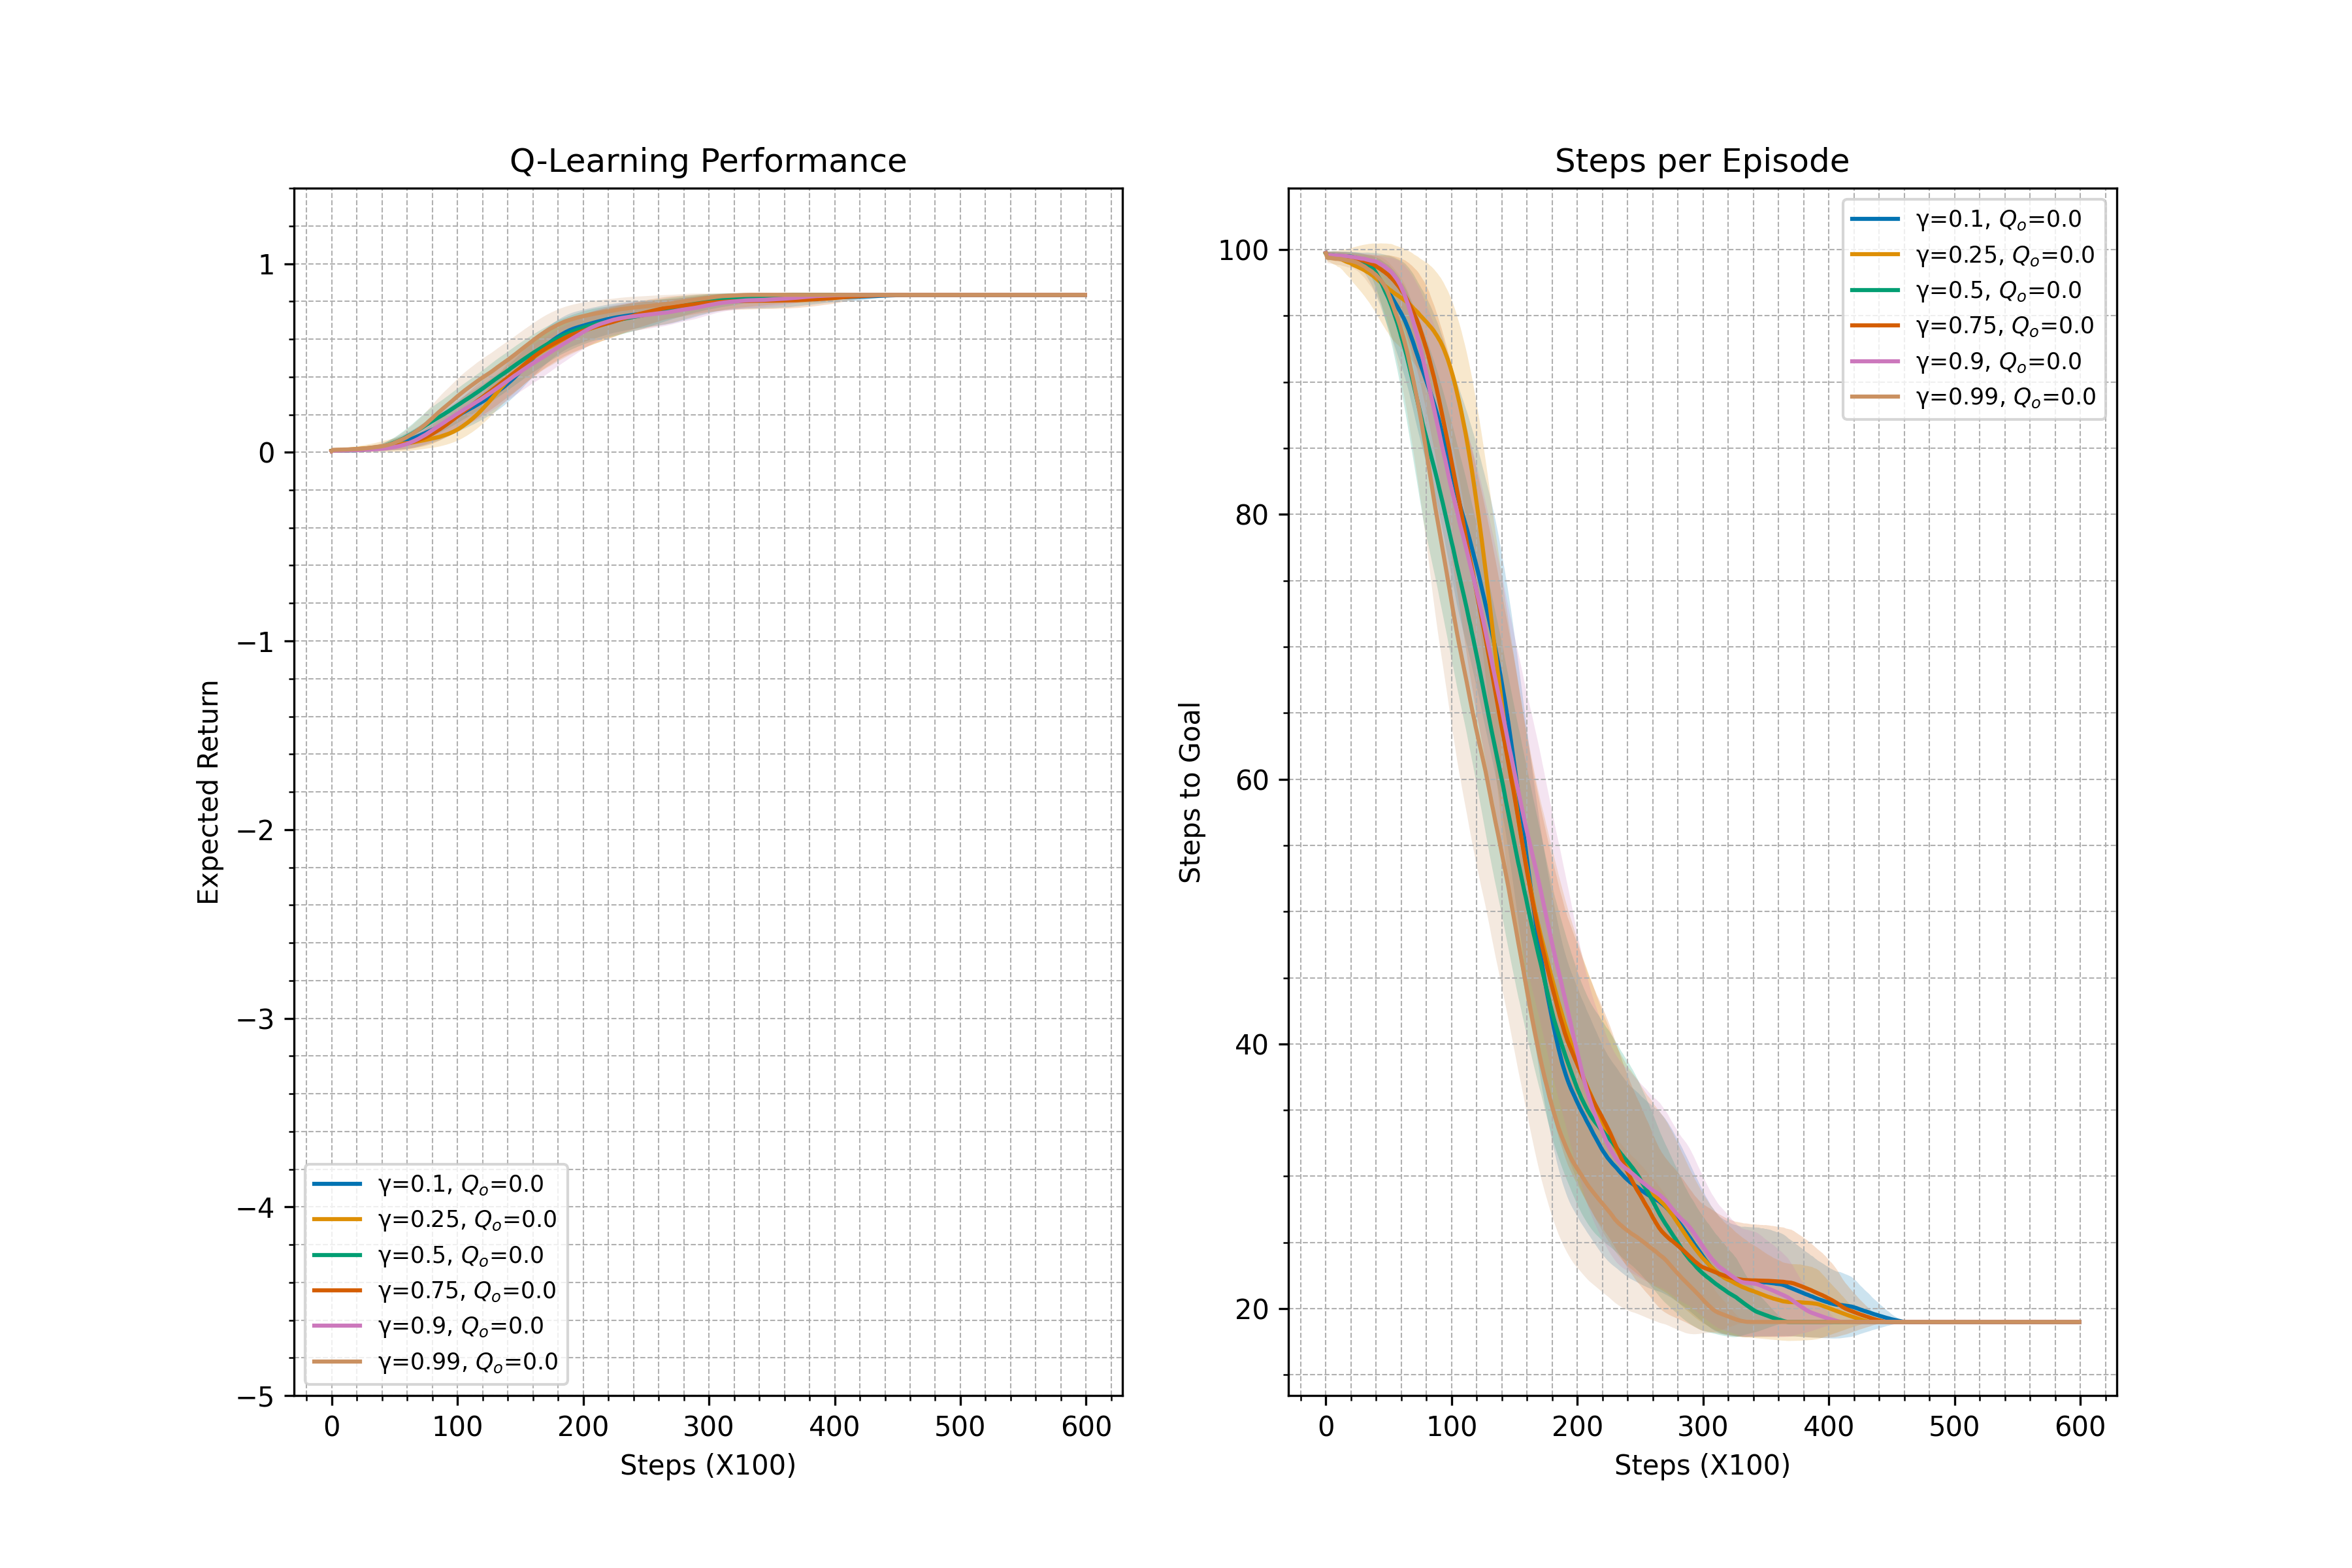 Q-Learning Performance
1
0
−1
−2
−3
−4
−5
Expected Return
0 100 200 300 400 500 600
Steps (X100)
γ=0.1, Qₒ=0.0
γ=0.25, Qₒ=0.0
γ=0.5, Qₒ=0.0
γ=0.75, Qₒ=0.0
γ=0.9, Qₒ=0.0
γ=0.99, Qₒ=0.0
Steps per Episode
100
80
60
40
20
Steps to Goal
0 100 200 300 400 500 600
Steps (X100)
γ=0.1, Qₒ=0.0
γ=0.25, Qₒ=0.0
γ=0.5, Qₒ=0.0
γ=0.75, Qₒ=0.0
γ=0.9, Qₒ=0.0
γ=0.99, Qₒ=0.0